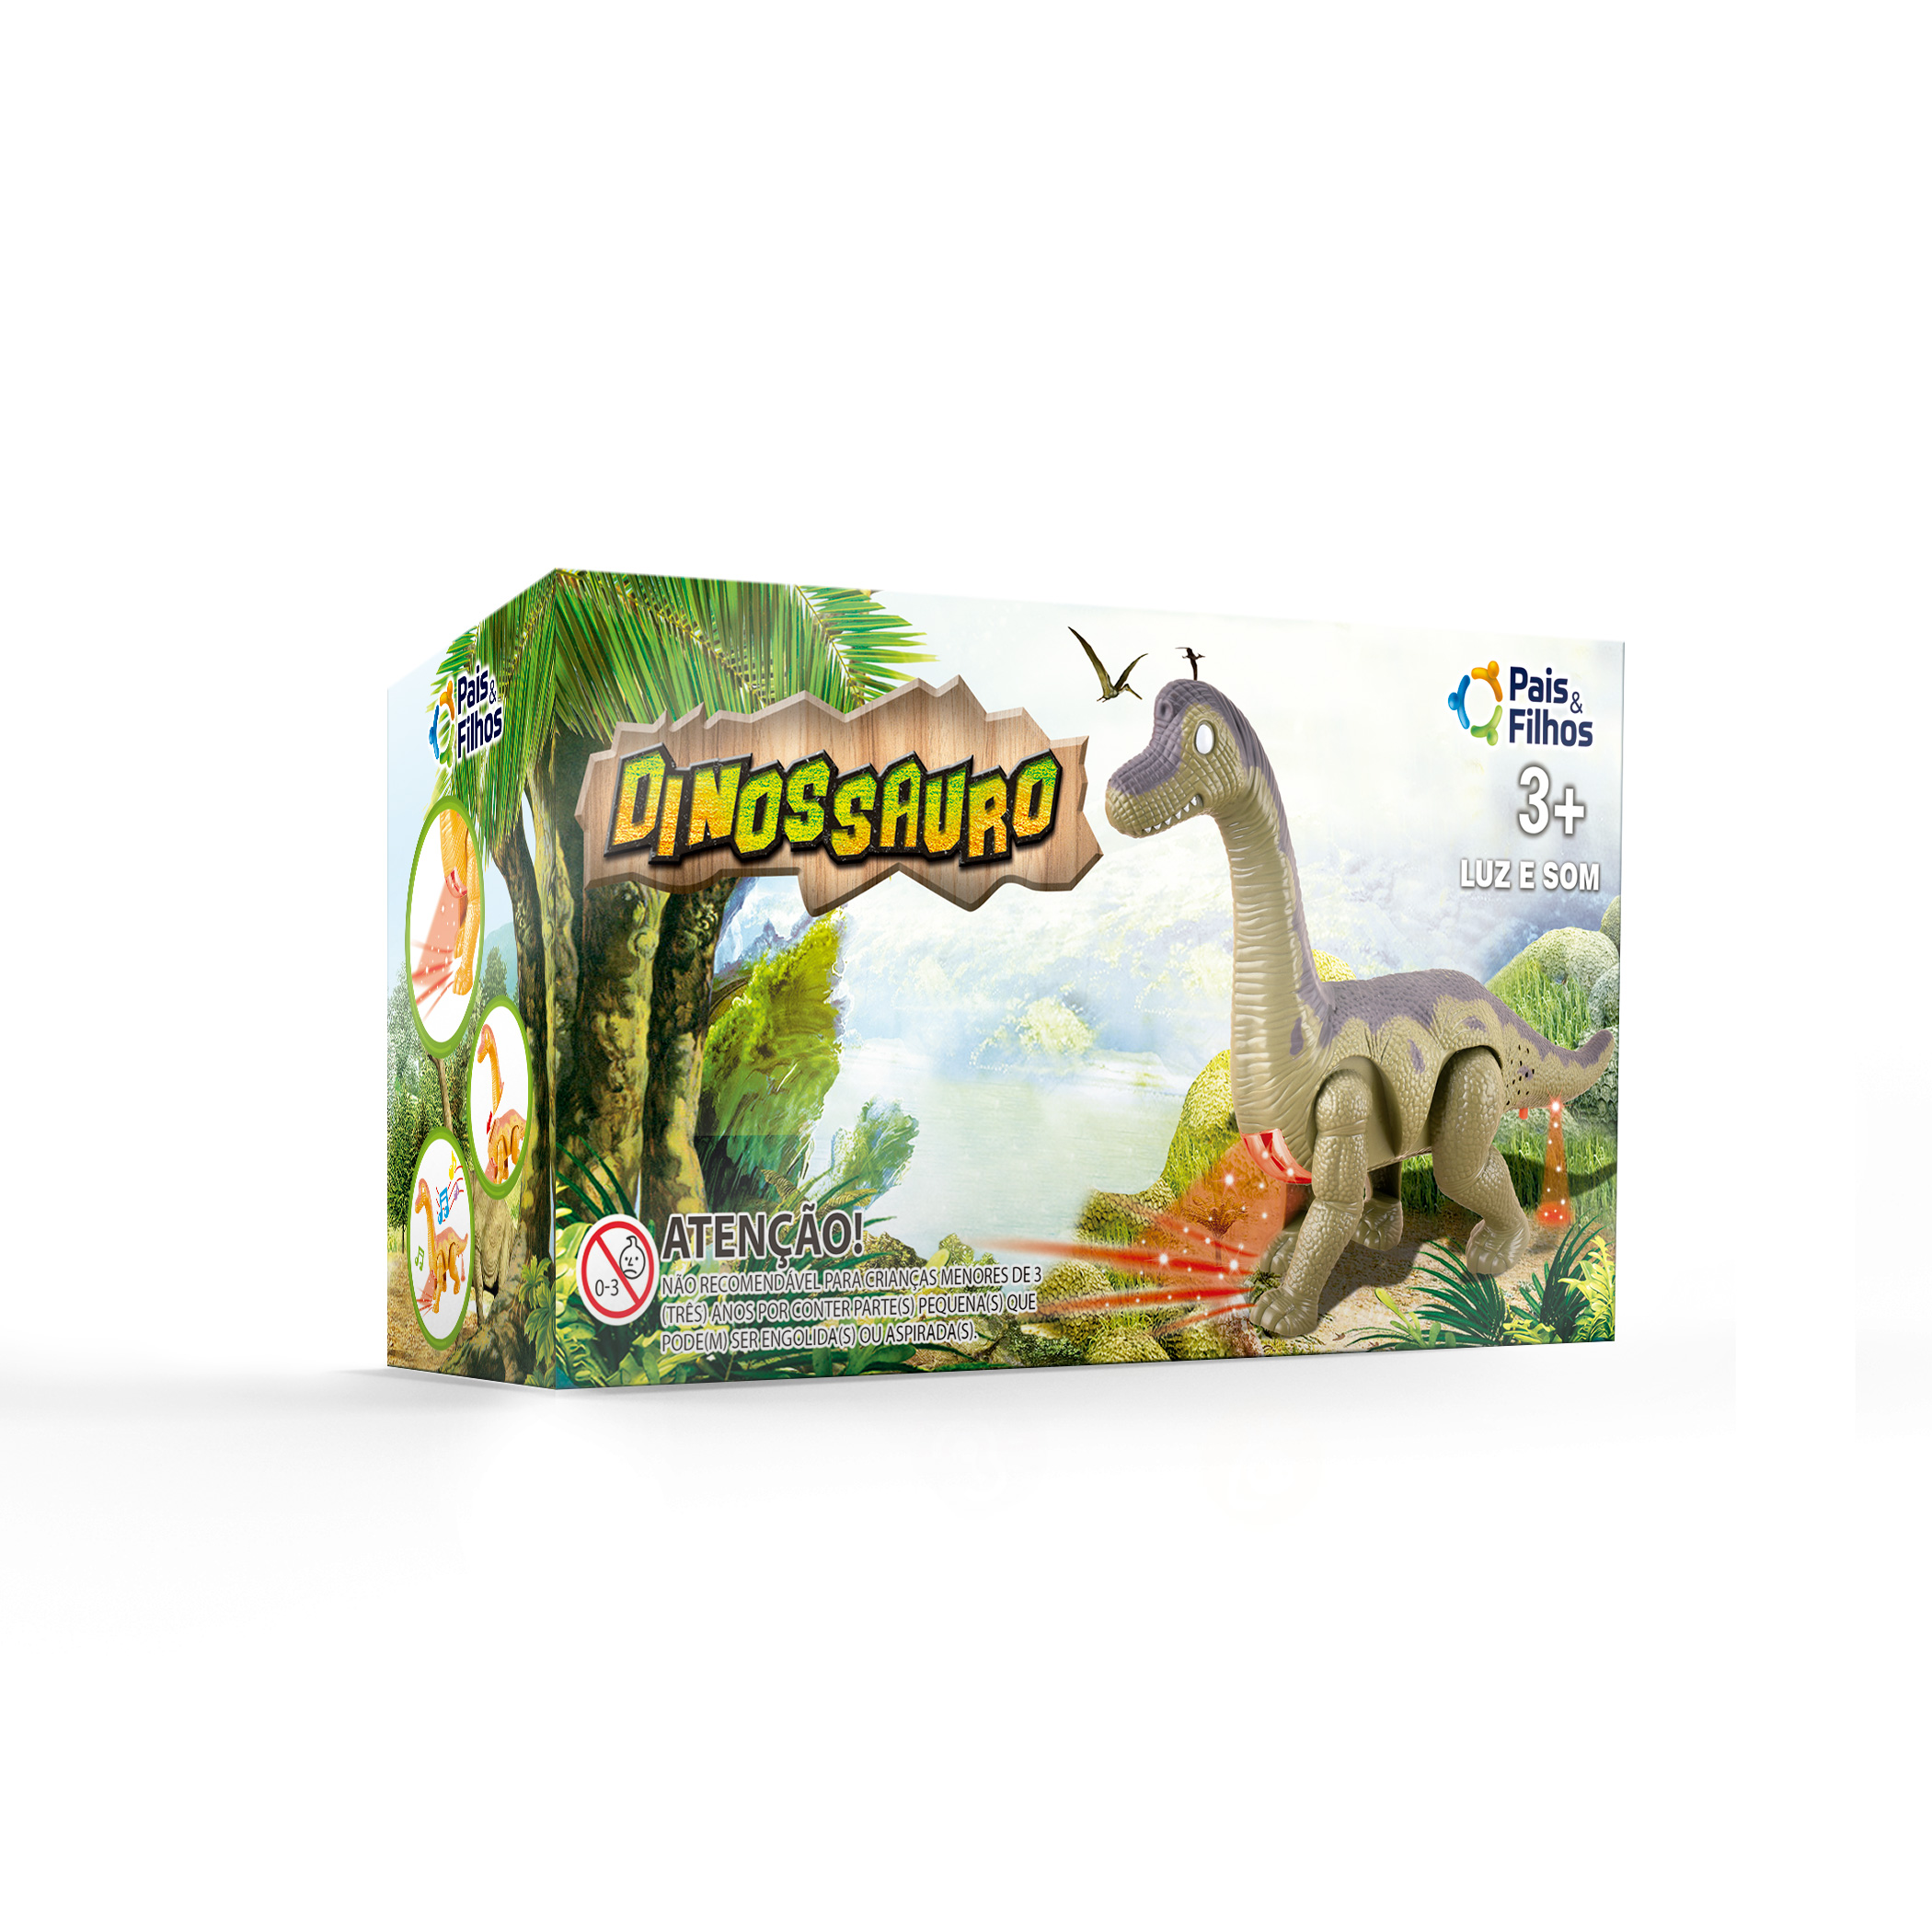 Pais &
Filhos
DINOSSAURO
Pais &
Filhos
3+
LUZ E SOM
0-3
ATENÇÃO!
NÃO RECOMENDÁVEL PARA CRIANÇAS MENORES DE 3
(TRÊS) ANOS POR CONTER PARTE(S) PEQUENA(S) QUE
PODE(M) SER ENGOLIDA(S) OU ASPIRADA(S).